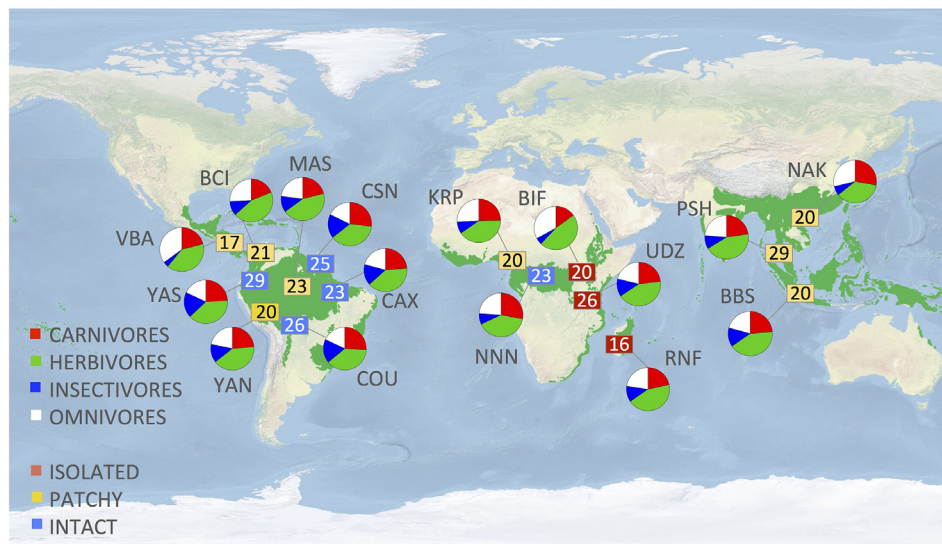 NAK
MAS
BCI
CSN
KRP
BIF
PSH
VBA
UDZ
20
17
21
29
25
20
23
20
29
23
23
26
20
YAS
CAX
BBS
20
26
CARNIVORES
16
HERBIVORES
NNN
RNF
INSECTIVORES
YAN
COU
OMNIVORES
ISOLATED
PATCHY
INTACT